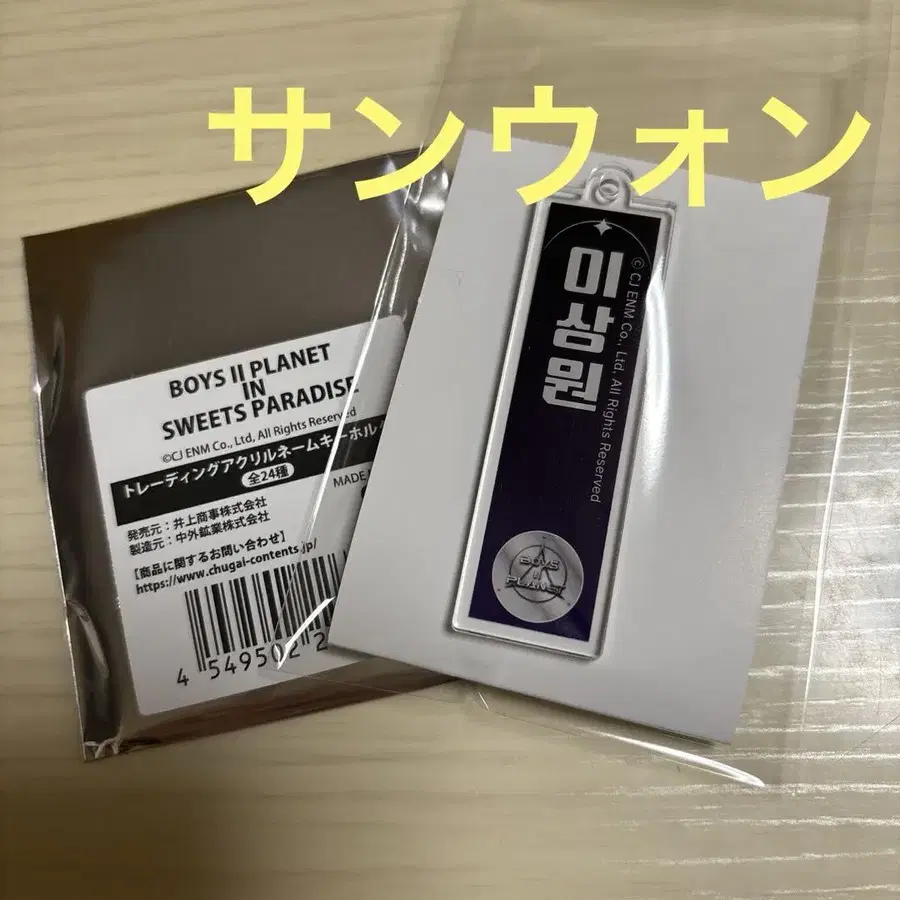 サンウォン
BOYS II PLANET
IN
SWEETS PARADISE
©CJ ENM Co., Ltd, All Rights Reserved
トレーディングアクリルネームキーホル
全24種
MADE
発売元：井上商事株式会社
製造元：中外鉱業株式会社
【商品に関するお問い合わせ】
https://www.chugai-contents.jp/
4 549502 2
이상원
© CJ ENM Co., Ltd, All Rights Reserved
BOYS
II
PLANET